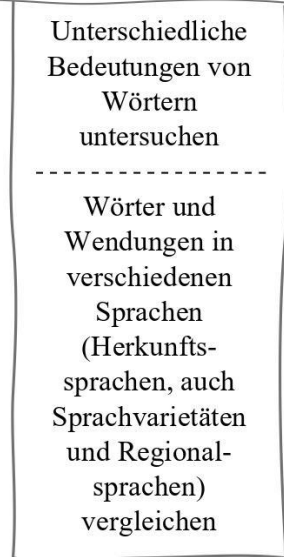 Unterschiedliche
Bedeutungen von
Wörtern
untersuchen
Wörter und
Wendungen in
verschiedenen
Sprachen
(Herkunfts-
sprachen, auch
Sprachvarietäten
und Regional-
sprachen)
vergleichen